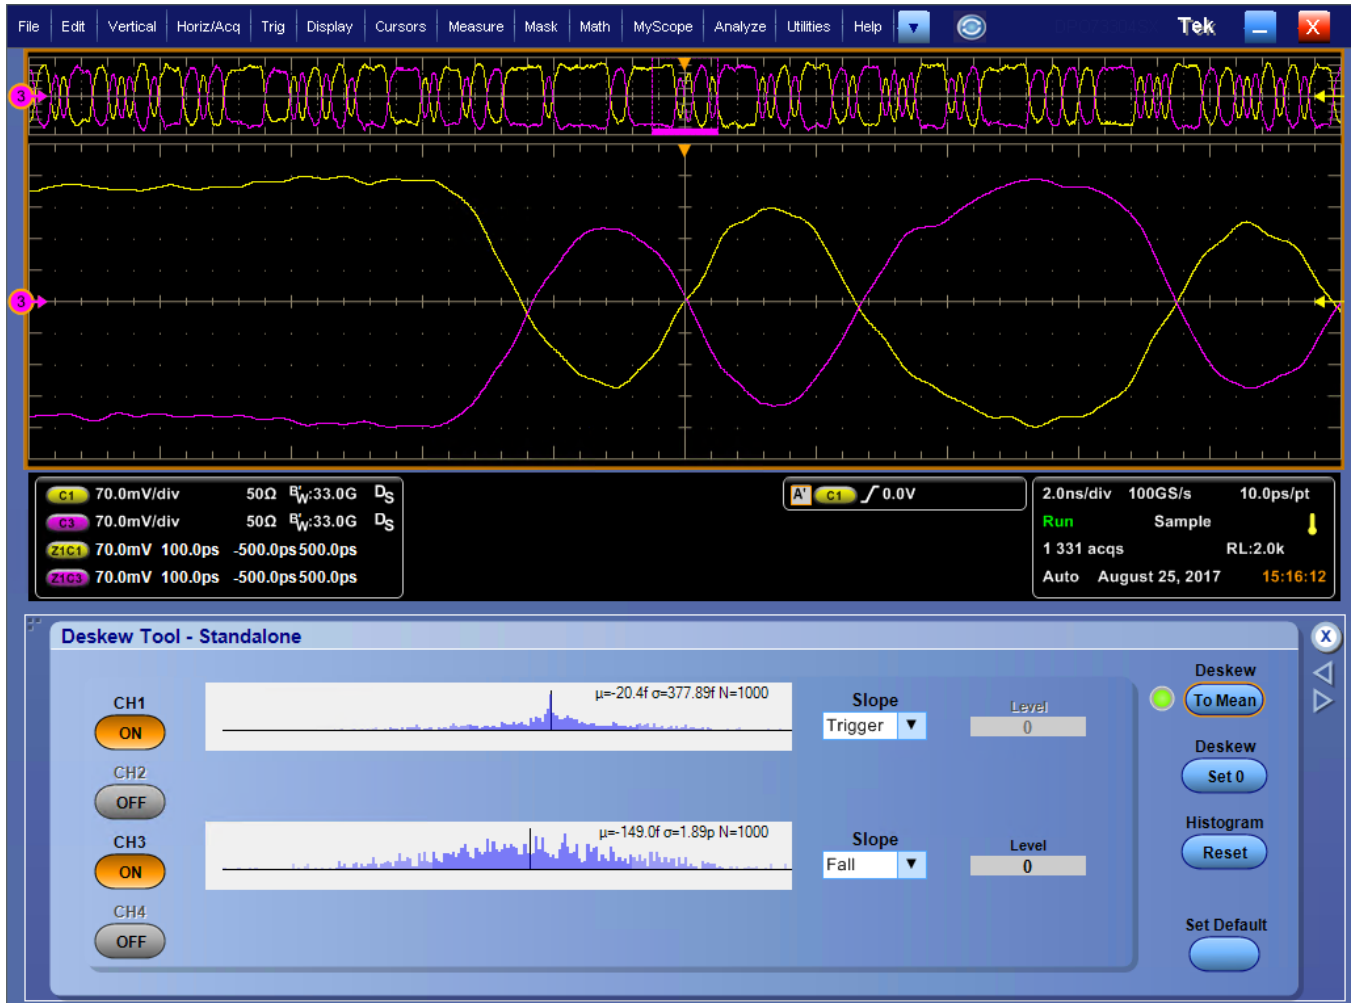 File Edit Vertical Horiz/Acq Trig Display Cursors Measure Mask Math MyScope Analyze Utilities Help Tek X
3
3
C1 70.0mV/div 50Ω BW:33.0G DS
C3 70.0mV/div 50Ω BW:33.0G DS
Z1C1 70.0mV 100.0ps -500.0ps 500.0ps
Z1C3 70.0mV 100.0ps -500.0ps 500.0ps
A' C1 0.0V
2.0ns/div 100GS/s 10.0ps/pt
Run Sample
1 331 acqs RL:2.0k
Auto August 25, 2017 15:16:12
Deskew Tool - Standalone
X
CH1
ON
μ=-20.4f σ=377.89f N=1000
Slope
Trigger
Level
0
CH2
OFF
CH3
ON
μ=-149.0f σ=1.89p N=1000
Slope
Fall
Level
0
CH4
OFF
Deskew
To Mean
Deskew
Set 0
Histogram
Reset
Set Default